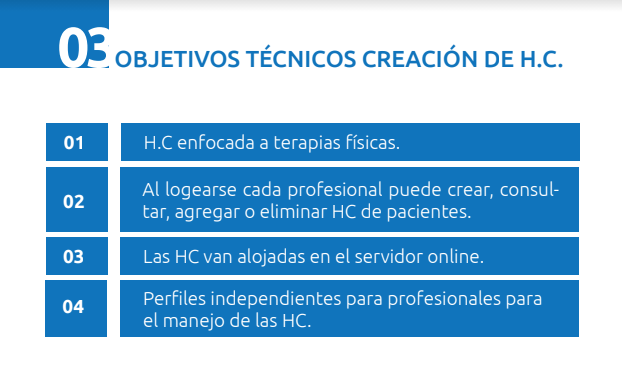 03
OBJETIVOS TÉCNICOS CREACIÓN DE H.C.
01
H.C enfocada a terapias físicas.
02
Al logearse cada profesional puede crear, consul-
tar, agregar o eliminar HC de pacientes.
03
Las HC van alojadas en el servidor online.
04
Perfiles independientes para profesionales para
el manejo de las HC.